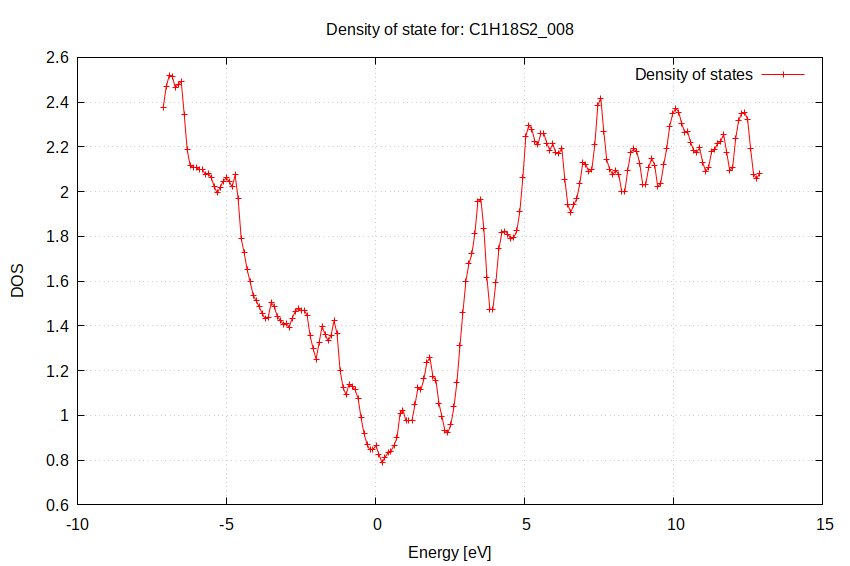 Density of state for: C1H18S2_008
Density of states
2.6
2.4
2.2
2
1.8
1.6
1.4
1.2
1
0.8
0.6
DOS
-10 -5 0 5 10 15
Energy [eV]